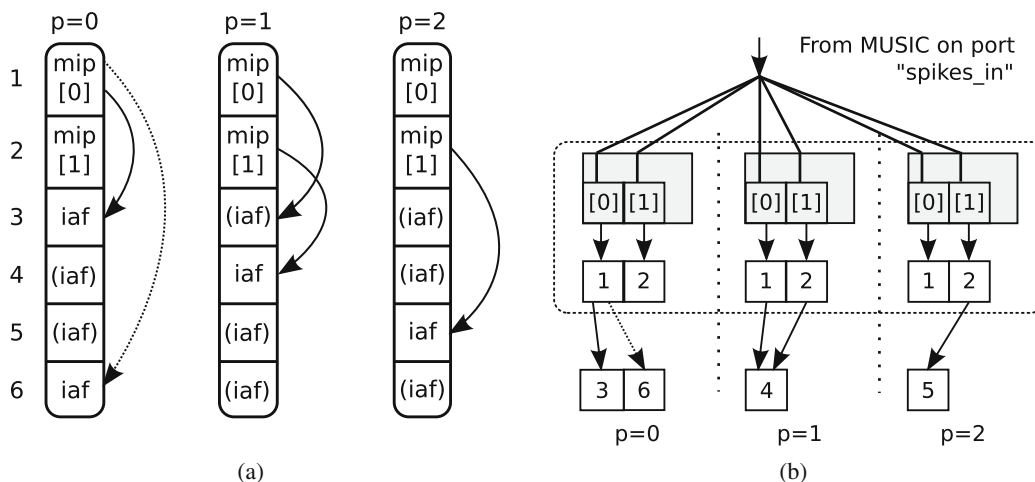 p=0 p=1 p=2
1 mip [0] mip [0] mip [0]
2 mip [1] mip [1] mip [1]
3 iaf (iaf) (iaf)
4 (iaf) iaf (iaf)
5 (iaf) (iaf) iaf
6 iaf (iaf) (iaf)
(a)
From MUSIC on port
"spikes_in"
[0] [1] [0] [1] [0] [1]
1 2 1 2 1 2
3 6 4 5
p=0 p=1 p=2
(b)